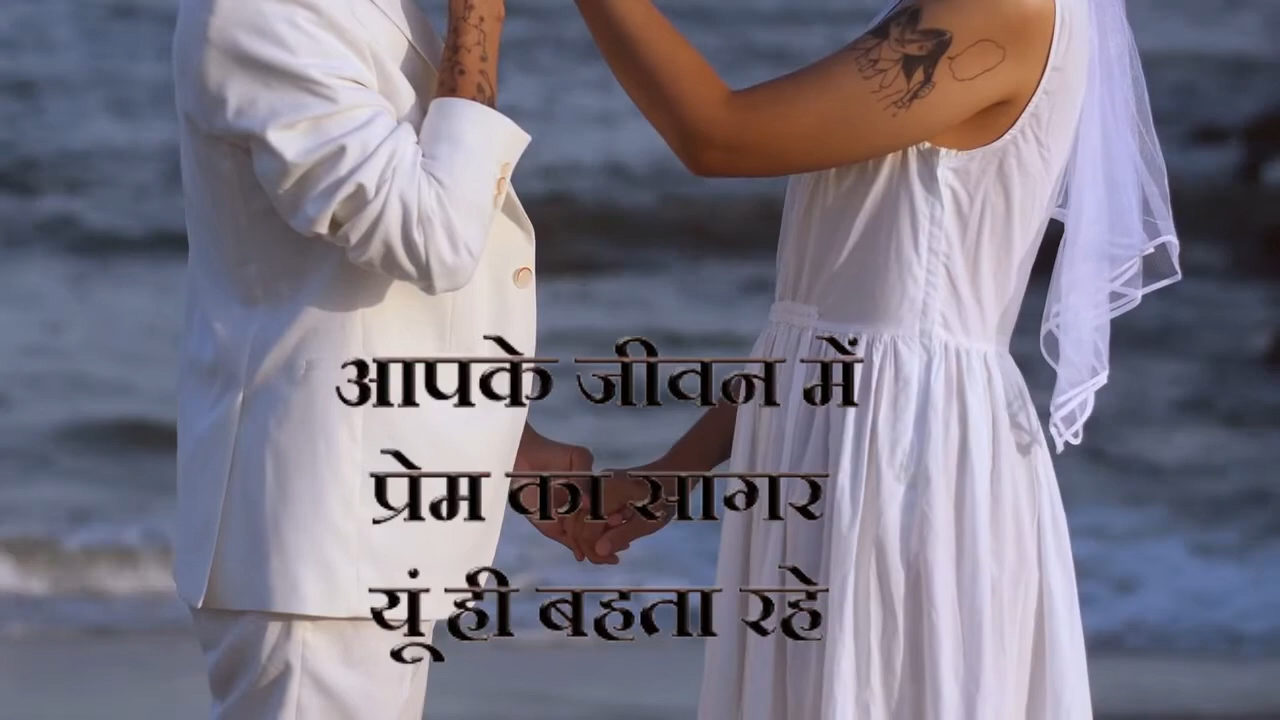 आपके जीवन में
प्रेम का सागर
यूं ही बहता रहे